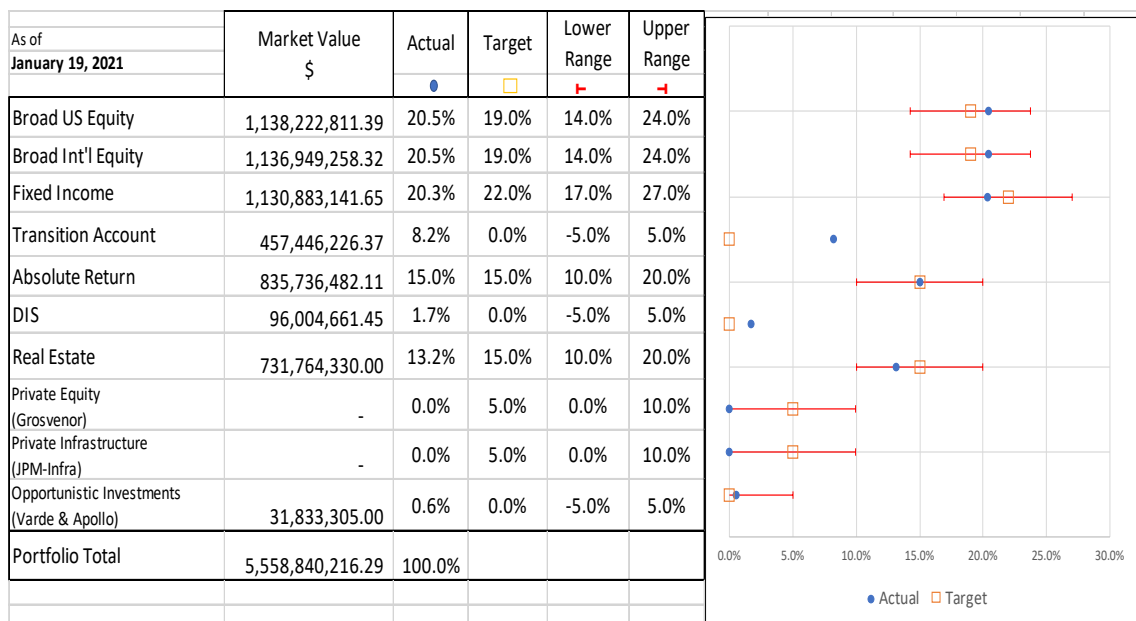 As of
January 19, 2021
Market Value
$
Actual
Target
Lower
Range
Upper
Range
Broad US Equity 1,138,222,811.39 20.5% 19.0% 14.0% 24.0%
Broad Int'l Equity 1,136,949,258.32 20.5% 19.0% 14.0% 24.0%
Fixed Income 1,130,883,141.65 20.3% 22.0% 17.0% 27.0%
Transition Account 457,446,226.37 8.2% 0.0% -5.0% 5.0%
Absolute Return 835,736,482.11 15.0% 15.0% 10.0% 20.0%
DIS 96,004,661.45 1.7% 0.0% -5.0% 5.0%
Real Estate 731,764,330.00 13.2% 15.0% 10.0% 20.0%
Private Equity
(Grosvenor) - 0.0% 5.0% 0.0% 10.0%
Private Infrastructure
(JPM-Infra) - 0.0% 5.0% 0.0% 10.0%
Opportunistic Investments
(Varde & Apollo) 31,833,305.00 0.6% 0.0% -5.0% 5.0%
Portfolio Total 5,558,840,216.29 100.0%
0.0% 5.0% 10.0% 15.0% 20.0% 25.0% 30.0%
Actual Target